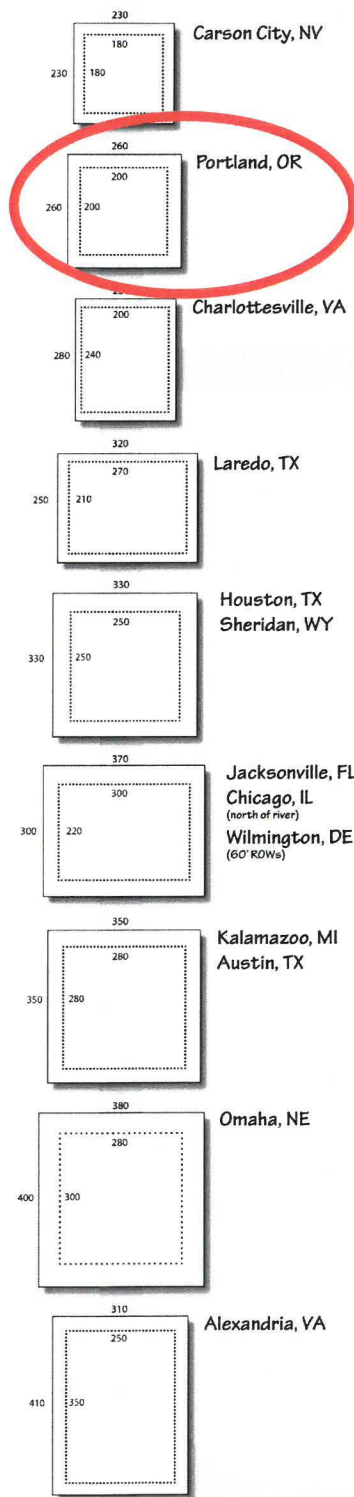 230
Carson City, NV
180
230
180
260
Portland, OR
200
260
200
Charlottesville, VA
200
280
240
320
Laredo, TX
270
250
210
330
Houston, TX
250
Sheridan, WY
330
250
370
Jacksonville, FL
300
Chicago, IL
(north of river)
300
220
Wilmington, DE
(60' ROWs)
350
Kalamazoo, MI
280
Austin, TX
350
280
380
Omaha, NE
280
400
300
310
Alexandria, VA
250
410
350